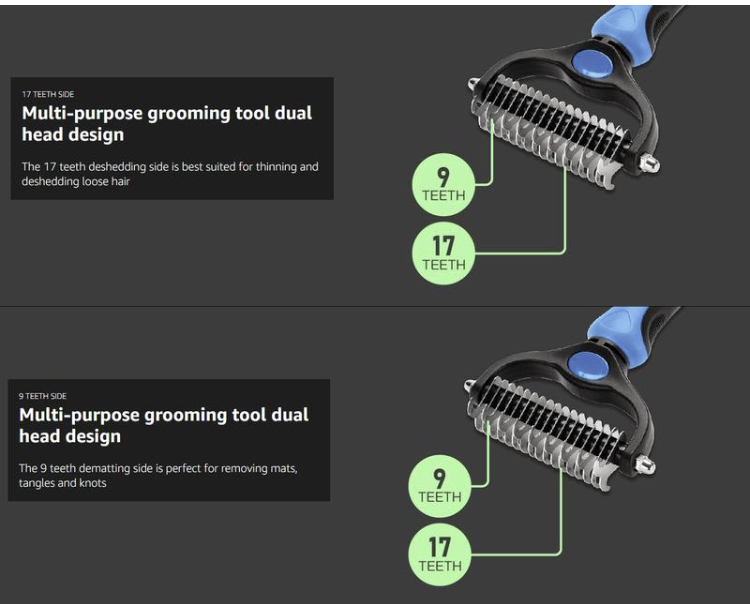 17 TEETH SIDE
Multi-purpose grooming tool dual
head design
The 17 teeth deshedding side is best suited for thinning and
deshedding loose hair
9
TEETH
17
TEETH
9 TEETH SIDE
Multi-purpose grooming tool dual
head design
The 9 teeth dematting side is perfect for removing mats,
tangles and knots
9
TEETH
17
TEETH